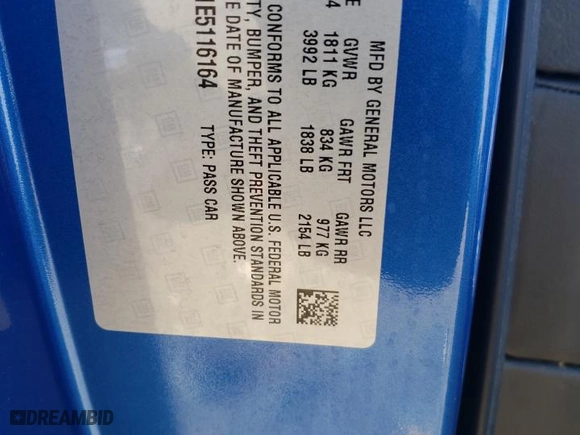 MFD BY GENERAL MOTORS LLC
E GVWR GAWR FRT GAWR RR
4 1811 KG 834 KG 977 KG
3992 LB 1838 LB 2154 LB
CONFORMS TO ALL APPLICABLE U.S. FEDERAL MOTOR
TY, BUMPER, AND THEFT PREVENTION STANDARDS IN
E DATE OF MANUFACTURE SHOWN ABOVE.
1E5116164 TYPE: PASS CAR
DREAMBID